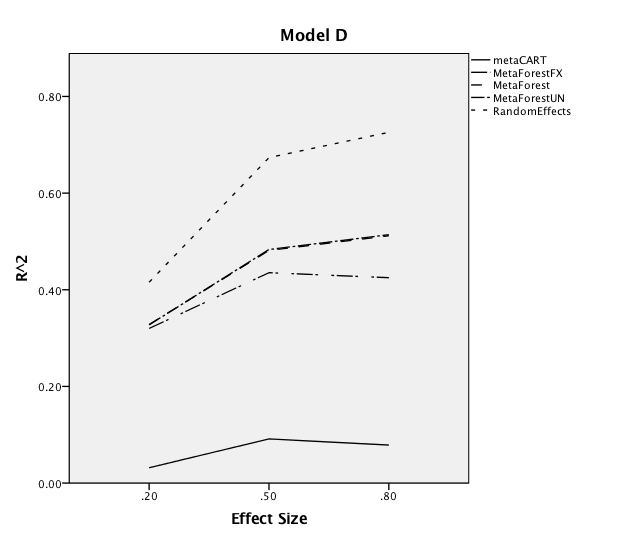 Model D
metaCART
MetaForestFX
MetaForest
MetaForestUN
RandomEffects
0.80
0.60
0.40
0.20
0.00
R^2
.20 .50 .80
Effect Size